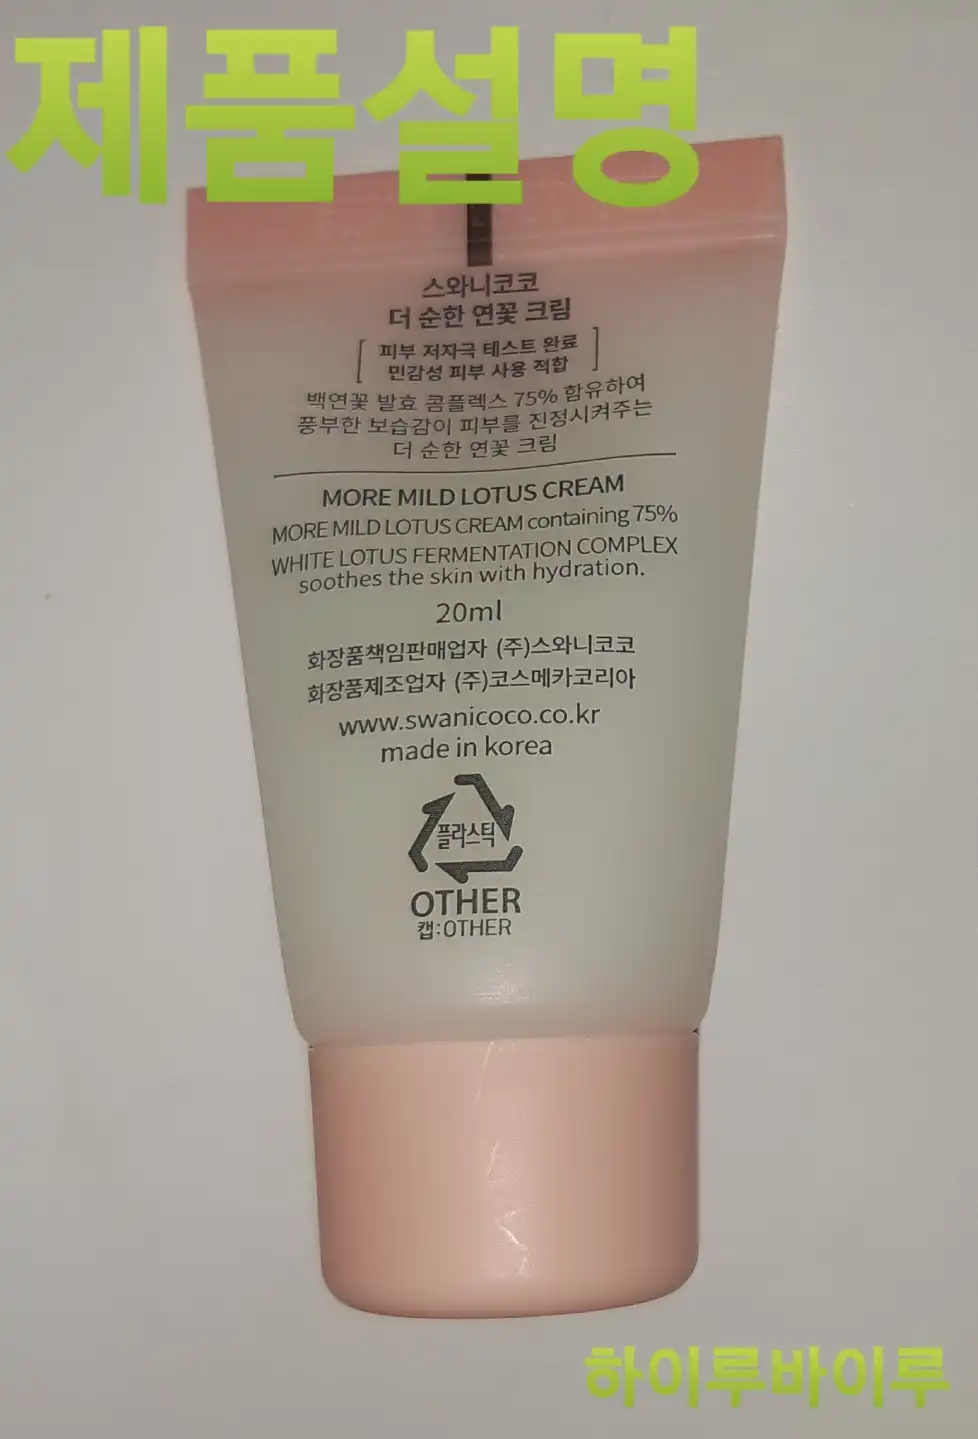 제품설명
스와니코코
더 순한 연꽃 크림
[ 피부 저자극 테스트 완료
민감성 피부 사용 적합 ]
백연꽃 발효 콤플렉스 75% 함유하여
풍부한 보습감이 피부를 진정시켜주는
더 순한 연꽃 크림
MORE MILD LOTUS CREAM
MORE MILD LOTUS CREAM containing 75%
WHITE LOTUS FERMENTATION COMPLEX
soothes the skin with hydration.
20ml
화장품책임판매업자 (주)스와니코코
화장품제조업자 (주)코스메카코리아
www.swanicoco.co.kr
made in korea
플라스틱
OTHER
캡:OTHER
하이루바이루